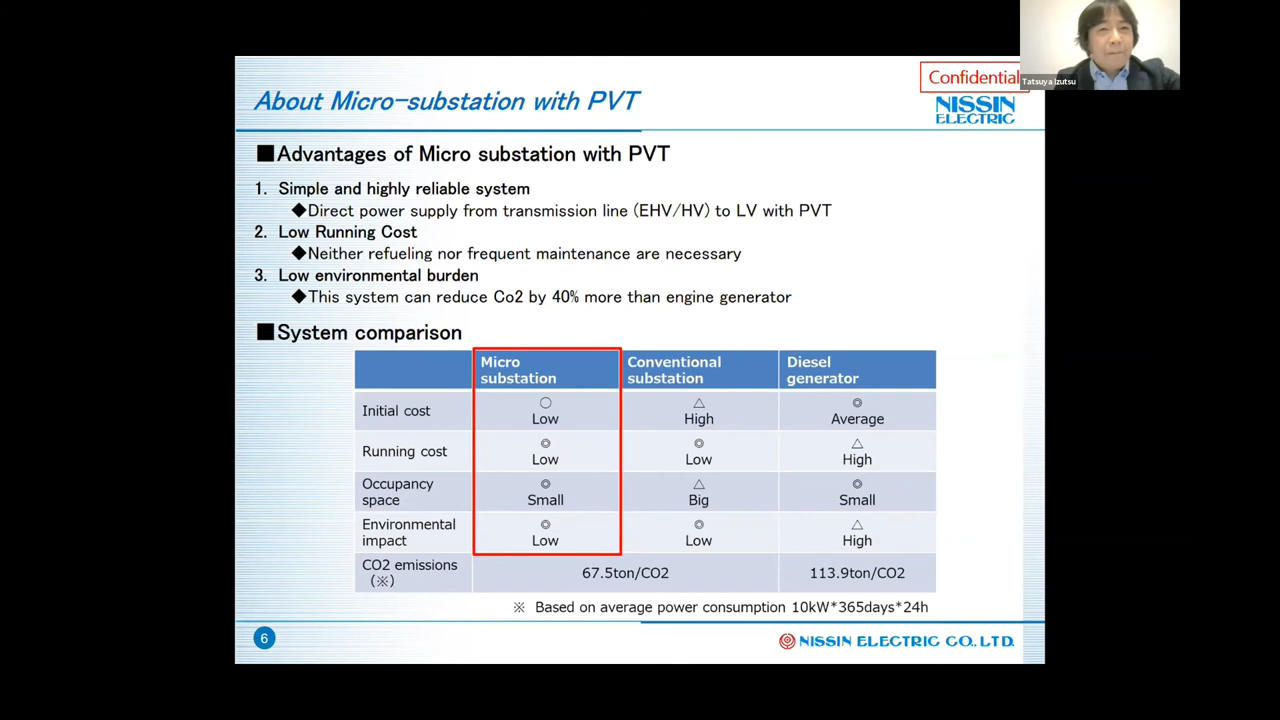 Tatsuya Izutsu
Confidential
About Micro-substation with PVT
NISSIN
ELECTRIC
■Advantages of Micro substation with PVT
1. Simple and highly reliable system
◆Direct power supply from transmission line (EHV/HV) to LV with PVT
2. Low Running Cost
◆Neither refueling nor frequent maintenance are necessary
3. Low environmental burden
◆This system can reduce Co2 by 40% more than engine generator
■System comparison
Micro substation
Conventional substation
Diesel generator
Initial cost
○ Low
△ High
◎ Average
Running cost
◎ Low
◎ Low
△ High
Occupancy space
◎ Small
△ Big
◎ Small
Environmental impact
◎ Low
◎ Low
△ High
CO2 emissions (※)
67.5ton/CO2
113.9ton/CO2
※ Based on average power consumption 10kW*365days*24h
6
NISSIN ELECTRIC CO., LTD.